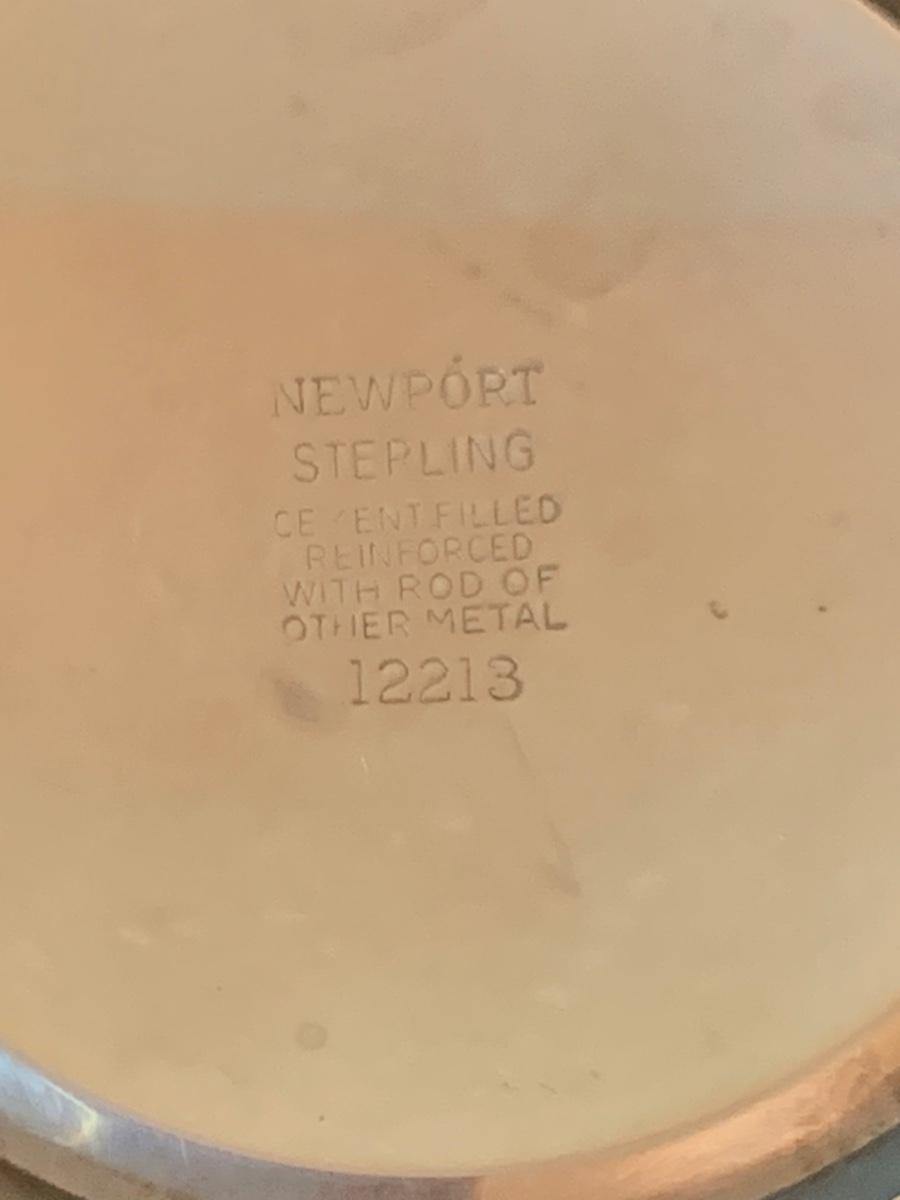 NEWPORT
STERLING
CEMENT FILLED
REINFORCED
WITH ROD OF
OTHER METAL
12213